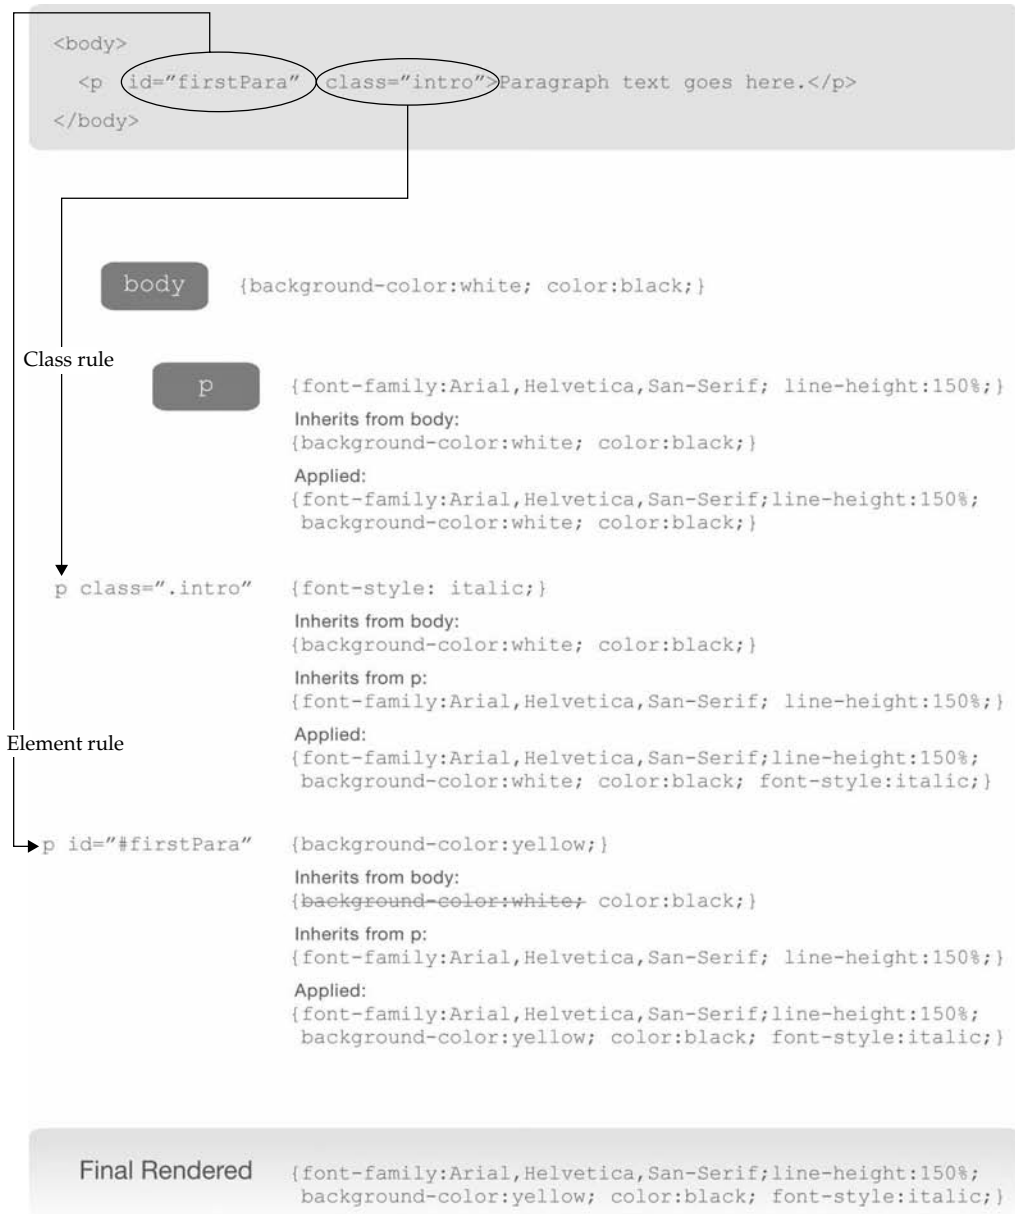 <body>
<p id="firstPara" class="intro">Paragraph text goes here.</p>
</body>
body {background-color:white; color:black;}
Class rule
p {font-family:Arial,Helvetica,San-Serif; line-height:150%;}
Inherits from body:
{background-color:white; color:black;}
Applied:
{font-family:Arial,Helvetica,San-Serif;line-height:150%;
background-color:white; color:black;}
p class=".intro" {font-style: italic;}
Inherits from body:
{background-color:white; color:black;}
Inherits from p:
{font-family:Arial,Helvetica,San-Serif; line-height:150%;}
Applied:
Element rule
{font-family:Arial,Helvetica,San-Serif;line-height:150%;
background-color:white; color:black; font-style:italic;}
p id="#firstPara" {background-color:yellow;}
Inherits from body:
{background-color:white; color:black;}
Inherits from p:
{font-family:Arial,Helvetica,San-Serif; line-height:150%;}
Applied:
{font-family:Arial,Helvetica,San-Serif;line-height:150%;
background-color:yellow; color:black; font-style:italic;}
Final Rendered {font-family:Arial,Helvetica,San-Serif;line-height:150%;
background-color:yellow; color:black; font-style:italic;}